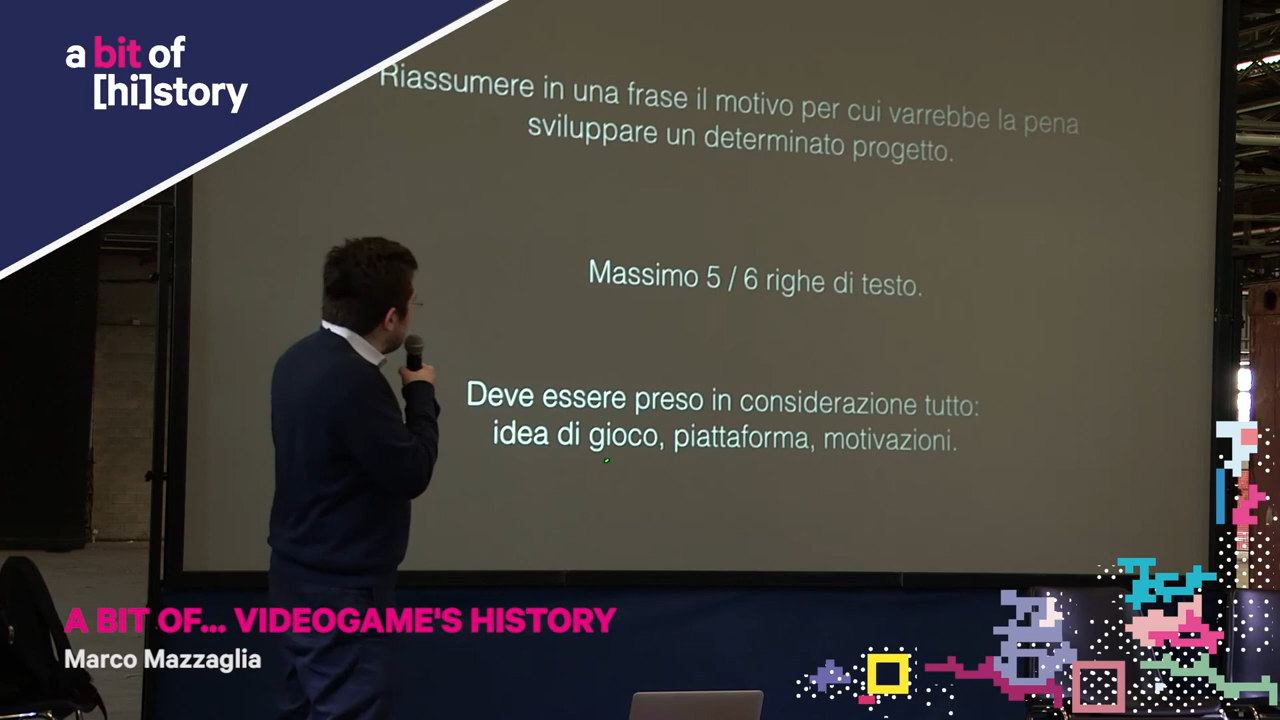 a bit of
[hi]story
Riassumere in una frase il motivo per cui varrebbe la pena
sviluppare un determinato progetto.
Massimo 5 / 6 righe di testo.
Deve essere preso in considerazione tutto:
idea di gioco, piattaforma, motivazioni.
A BIT OF... VIDEOGAME'S HISTORY
Marco Mazzaglia